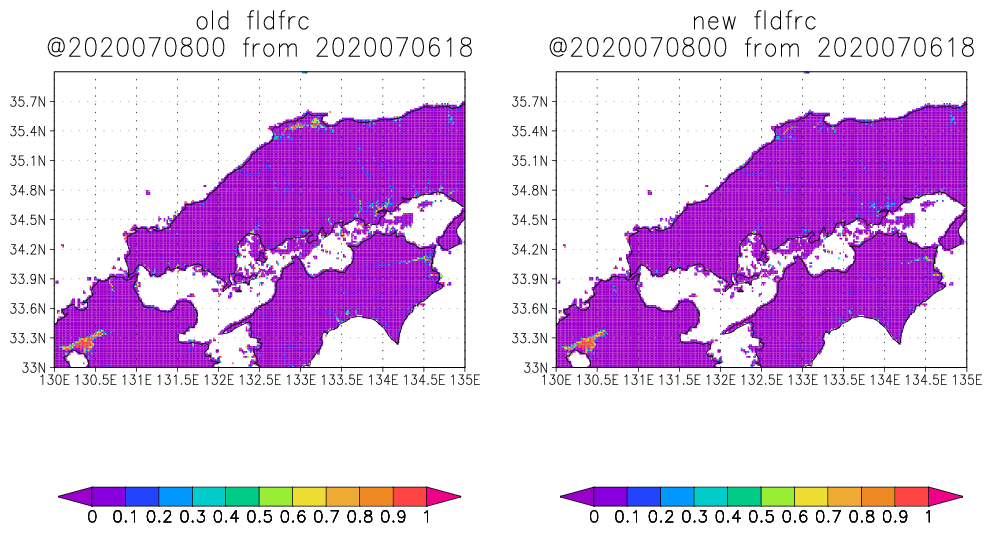 old fldfrc
@2020070800 from 2020070618
35.7N
35.4N
35.1N
34.8N
34.5N
34.2N
33.9N
33.6N
33.3N
33N
130E 130.5E 131E 131.5E 132E 132.5E 133E 133.5E 134E 134.5E 135E
0 0.1 0.2 0.3 0.4 0.5 0.6 0.7 0.8 0.9 1
new fldfrc
@2020070800 from 2020070618
35.7N
35.4N
35.1N
34.8N
34.5N
34.2N
33.9N
33.6N
33.3N
33N
130E 130.5E 131E 131.5E 132E 132.5E 133E 133.5E 134E 134.5E 135E
0 0.1 0.2 0.3 0.4 0.5 0.6 0.7 0.8 0.9 1